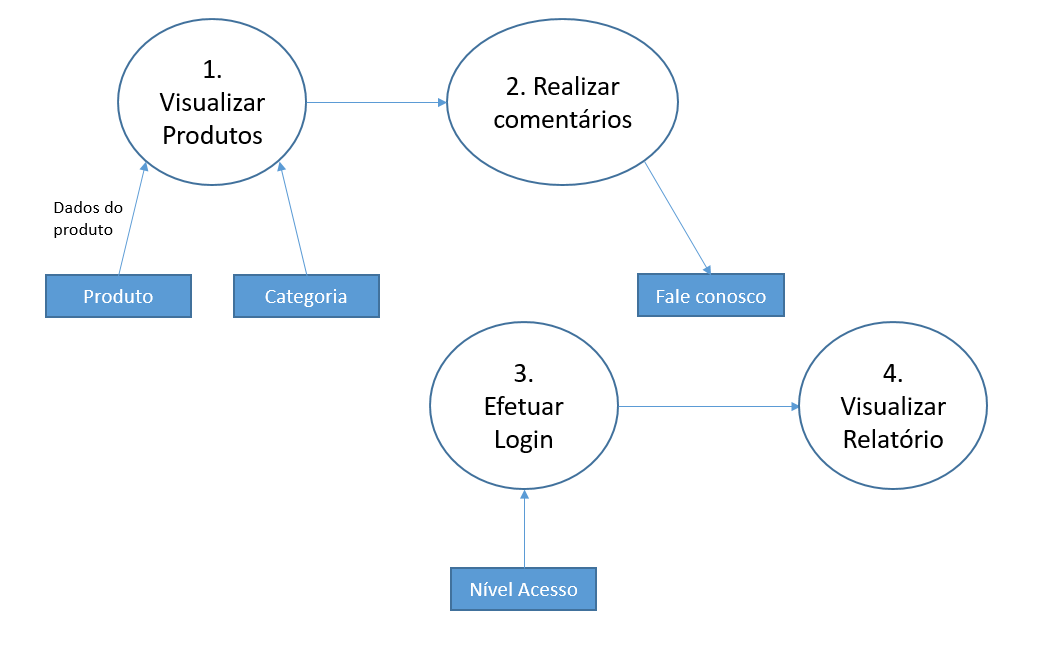 1.
Visualizar
Produtos
2. Realizar
comentários
Dados do
produto
Produto
Categoria
Fale conosco
3.
Efetuar
Login
4.
Visualizar
Relatório
Nível Acesso